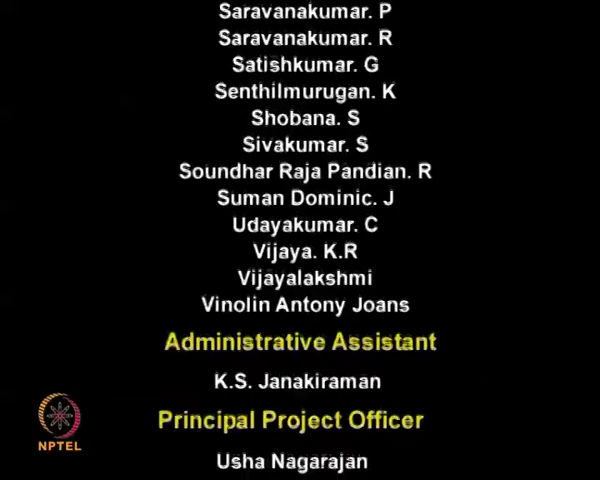 Saravanakumar. P
Saravanakumar. R
Satishkumar. G
Senthilmurugan. K
Shobana. S
Sivakumar. S
Soundhar Raja Pandian. R
Suman Dominic. J
Udayakumar. C
Vijaya. K.R
Vijayalakshmi
Vinolin Antony Joans
Administrative Assistant
K.S. Janakiraman
Principal Project Officer
NPTEL
Usha Nagarajan